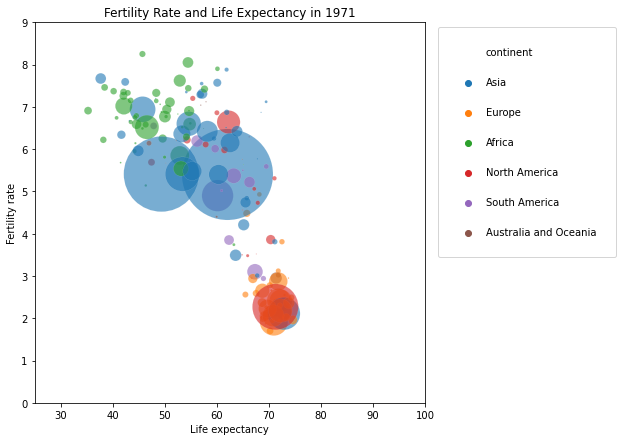 Fertility Rate and Life Expectancy in 1971
9
8
7
6
5
4
3
2
1
0
Fertility rate
30 40 50 60 70 80 90 100
Life expectancy
continent
Asia
Europe
Africa
North America
South America
Australia and Oceania